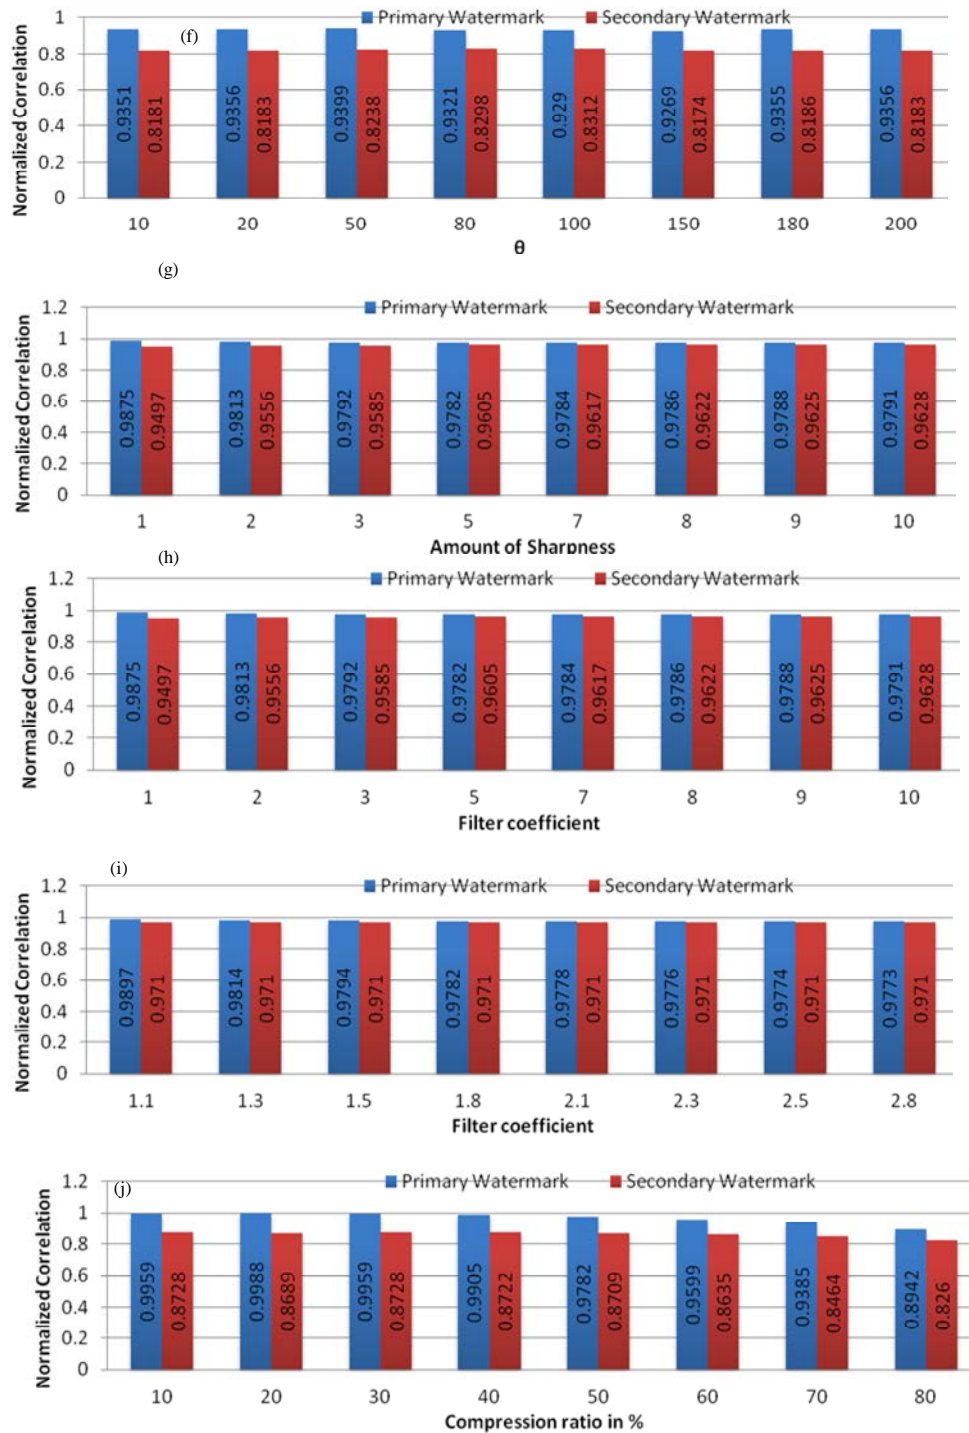 (f)
Primary Watermark Secondary Watermark
Normalized Correlation
1
0.8
0.6
0.4
0.2
0
0.9351 0.8181 0.9356 0.8183 0.9399 0.8238 0.9321 0.8298 0.929 0.8312 0.9269 0.8174 0.9355 0.8186 0.9356 0.8183
10 20 50 80 100 150 180 200
θ
(g)
Primary Watermark Secondary Watermark
Normalized Correlation
1.2
1
0.8
0.6
0.4
0.2
0
0.9875 0.9497 0.9813 0.9556 0.9792 0.9585 0.9782 0.9605 0.9784 0.9617 0.9786 0.9622 0.9788 0.9625 0.9791 0.9628
1 2 3 5 7 8 9 10
Amount of Sharpness
(h)
Primary Watermark Secondary Watermark
Normalized Correlation
1.2
1
0.8
0.6
0.4
0.2
0
0.9875 0.9497 0.9813 0.9556 0.9792 0.9585 0.9782 0.9605 0.9784 0.9617 0.9786 0.9622 0.9788 0.9625 0.9791 0.9628
1 2 3 5 7 8 9 10
Filter coefficient
(i)
Primary Watermark Secondary Watermark
Normalized Correlation
1.2
1
0.8
0.6
0.4
0.2
0
0.9897 0.971 0.9814 0.971 0.9794 0.971 0.9782 0.971 0.9778 0.971 0.9776 0.971 0.9774 0.971 0.9773 0.971
1.1 1.3 1.5 1.8 2.1 2.3 2.5 2.8
Filter coefficient
(j)
Primary Watermark Secondary Watermark
Normalized Correlation
1.2
1
0.8
0.6
0.4
0.2
0
0.9959 0.8728 0.9988 0.8689 0.9959 0.8728 0.9905 0.8722 0.9782 0.8709 0.9599 0.8635 0.9385 0.8464 0.8942 0.826
10 20 30 40 50 60 70 80
Compression ratio in %